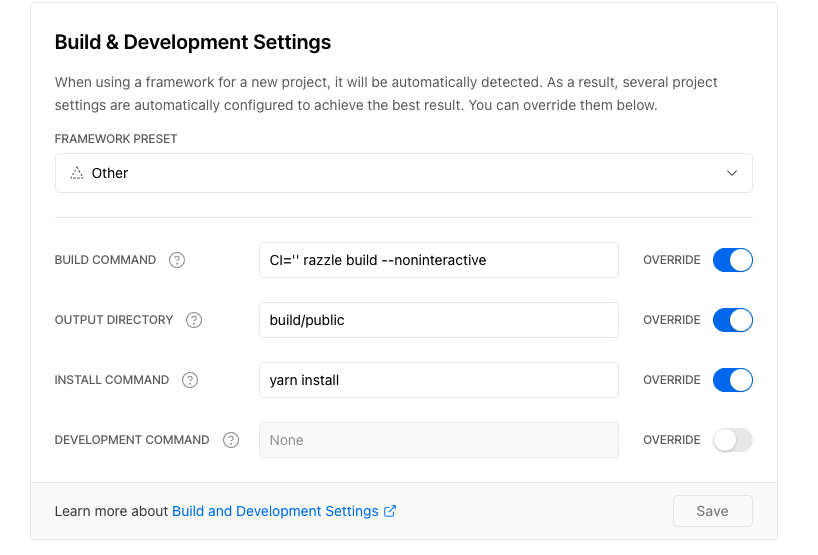 Build & Development Settings
When using a framework for a new project, it will be automatically detected. As a result, several project
settings are automatically configured to achieve the best result. You can override them below.
FRAMEWORK PRESET
Other
BUILD COMMAND ? CI='' razzle build --noninteractive OVERRIDE
OUTPUT DIRECTORY ? build/public OVERRIDE
INSTALL COMMAND ? yarn install OVERRIDE
DEVELOPMENT COMMAND ? None OVERRIDE
Learn more about Build and Development Settings Save